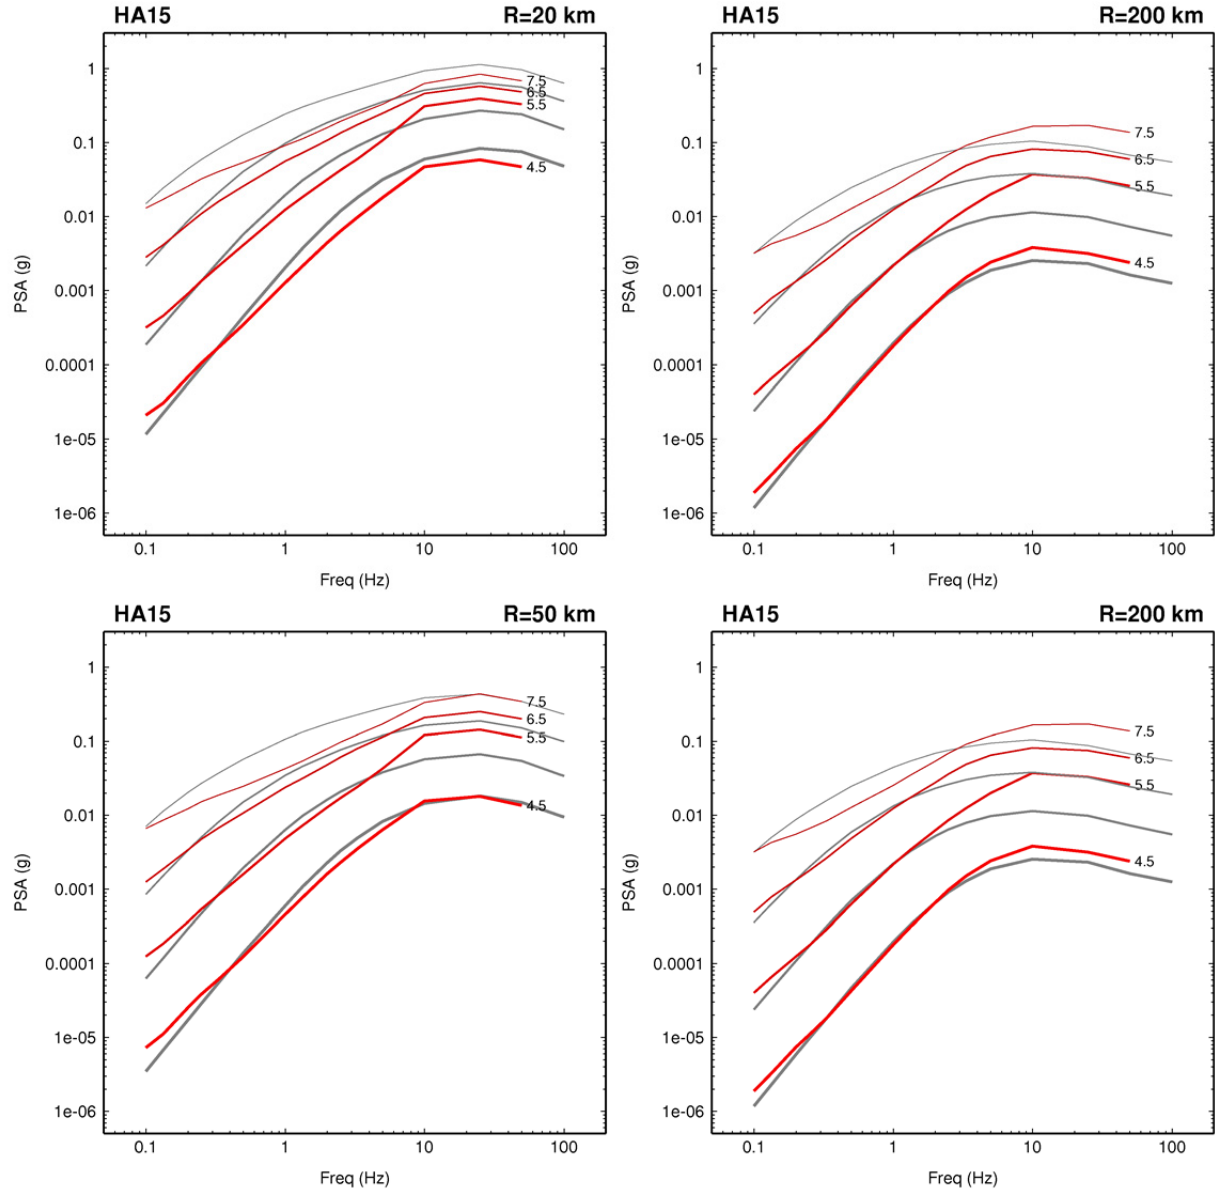 HA15 R=20 km
1
0.1
0.01
0.001
0.0001
1e-05
1e-06
PSA (g)
7.5
6.5
5.5
4.5
0.1 1 10 100
Freq (Hz)
HA15 R=200 km
1
0.1
0.01
0.001
0.0001
1e-05
1e-06
PSA (g)
7.5
6.5
5.5
4.5
0.1 1 10 100
Freq (Hz)
HA15 R=50 km
1
0.1
0.01
0.001
0.0001
1e-05
1e-06
PSA (g)
7.5
6.5
5.5
4.5
0.1 1 10 100
Freq (Hz)
HA15 R=200 km
1
0.1
0.01
0.001
0.0001
1e-05
1e-06
PSA (g)
7.5
6.5
5.5
4.5
0.1 1 10 100
Freq (Hz)